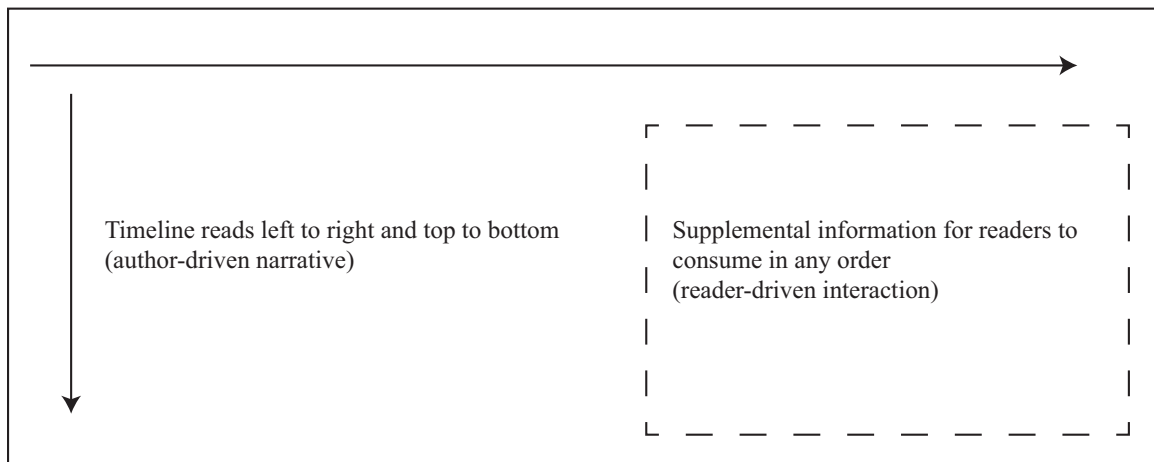 Timeline reads left to right and top to bottom
(author-driven narrative)
Supplemental information for readers to
consume in any order
(reader-driven interaction)